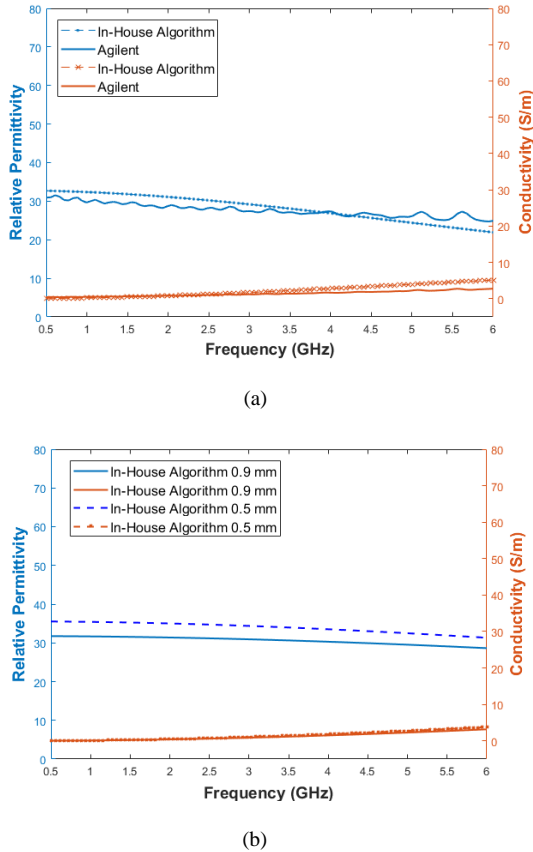 80
70
60
50
40
30
20
10
0
Relative Permittivity
In-House Algorithm
Agilent
In-House Algorithm
Agilent
80
70
60
50
40
30
20
10
0
Conductivity (S/m)
0.5 1 1.5 2 2.5 3 3.5 4 4.5 5 5.5 6
Frequency (GHz)
(a)
80
70
60
50
40
30
20
10
0
Relative Permittivity
In-House Algorithm 0.9 mm
In-House Algorithm 0.9 mm
In-House Algorithm 0.5 mm
In-House Algorithm 0.5 mm
80
70
60
50
40
30
20
10
0
Conductivity (S/m)
0.5 1 1.5 2 2.5 3 3.5 4 4.5 5 5.5 6
Frequency (GHz)
(b)